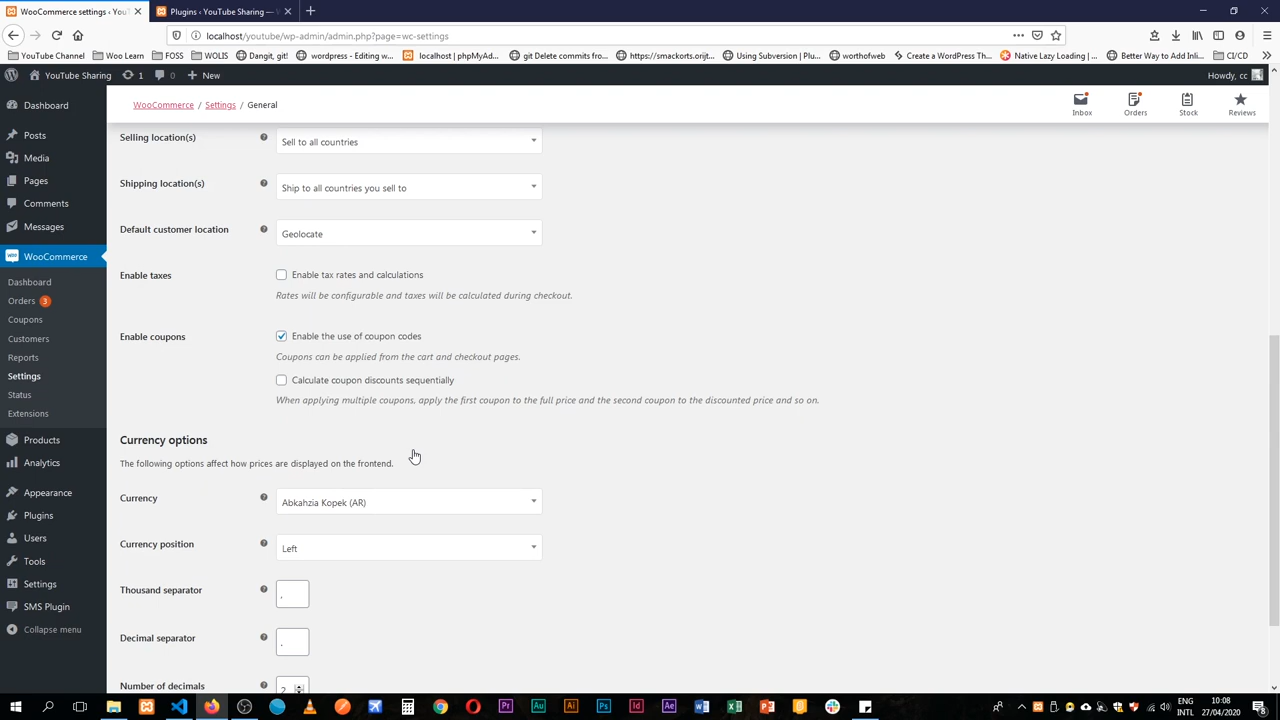 WooCommerce settings ‹ YouTub
Plugins ‹ YouTube Sharing —
localhost/youtube/wp-admin/admin.php?page=wc-settings
YouTube Channel
Woo Learn
FOSS
WOLIS
Dangit, git!
wordpress - Editing w...
localhost | phpMyAd...
git Delete commits fro...
https://smackorts.orijt...
Using Subversion | Plu...
worthofweb
Create a WordPress Th...
Native Lazy Loading | ...
Better Way to Add Inli...
CI/CD
YouTube Sharing
1
0
+ New
Howdy, cc
Dashboard
Posts
Media
Pages
Comments
Messages
WooCommerce
Dashboard
Orders 3
Coupons
Customers
Reports
Settings
Status
Extensions
Products
Analytics
Appearance
Plugins
Users
Tools
Settings
SMS Plugin
Collapse menu
WooCommerce / Settings / General
Inbox
Orders
Stock
Reviews
Selling location(s)
Sell to all countries
Shipping location(s)
Ship to all countries you sell to
Default customer location
Geolocate
Enable taxes
Enable tax rates and calculations
Rates will be configurable and taxes will be calculated during checkout.
Enable coupons
Enable the use of coupon codes
Coupons can be applied from the cart and checkout pages.
Calculate coupon discounts sequentially
When applying multiple coupons, apply the first coupon to the full price and the second coupon to the discounted price and so on.
Currency options
The following options affect how prices are displayed on the frontend.
Currency
Abkahzia Kopek (AR)
Currency position
Left
Thousand separator
,
Decimal separator
.
Number of decimals
2
ENG
INTL
10:08
27/04/2020